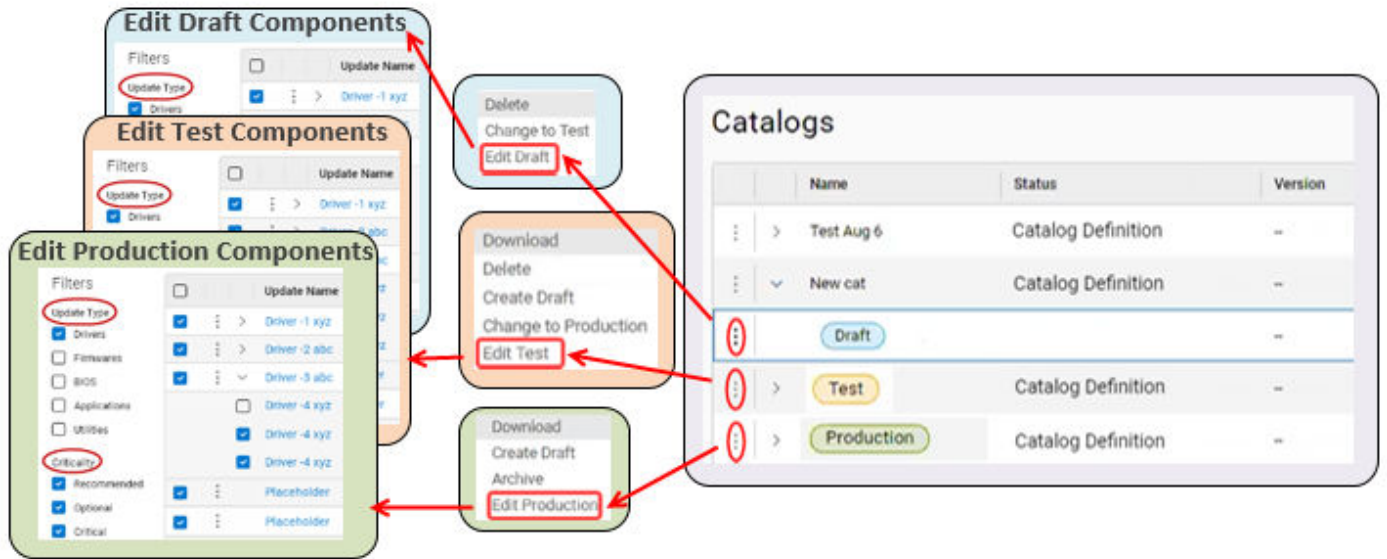 Edit Draft Components
Filters
Update Name
Update Type
Driver -1 xyz
Drivers
Edit Test Components
Filters
Update Name
Update Type
Driver -1 xyz
Drivers
abc
Edit Production Components
Filters
Update Name
Update Type
Driver -1 xyz
Drivers
Driver -2 abc
Firmwares
Driver -3 abc
BIOS
Applications
Driver -4 xyz
Utilities
Driver -4 xyz
Criticality
Driver -4 xyz
Recommended
Placeholder
Optional
Placeholder
Critical
Delete
Change to Test
Edit Draft
Download
Delete
Create Draft
Change to Production
Edit Test
Download
Create Draft
Archive
Edit Production
Catalogs
Name Status Version
Test Aug 6 Catalog Definition --
New cat Catalog Definition --
Draft --
Test Catalog Definition --
Production Catalog Definition --